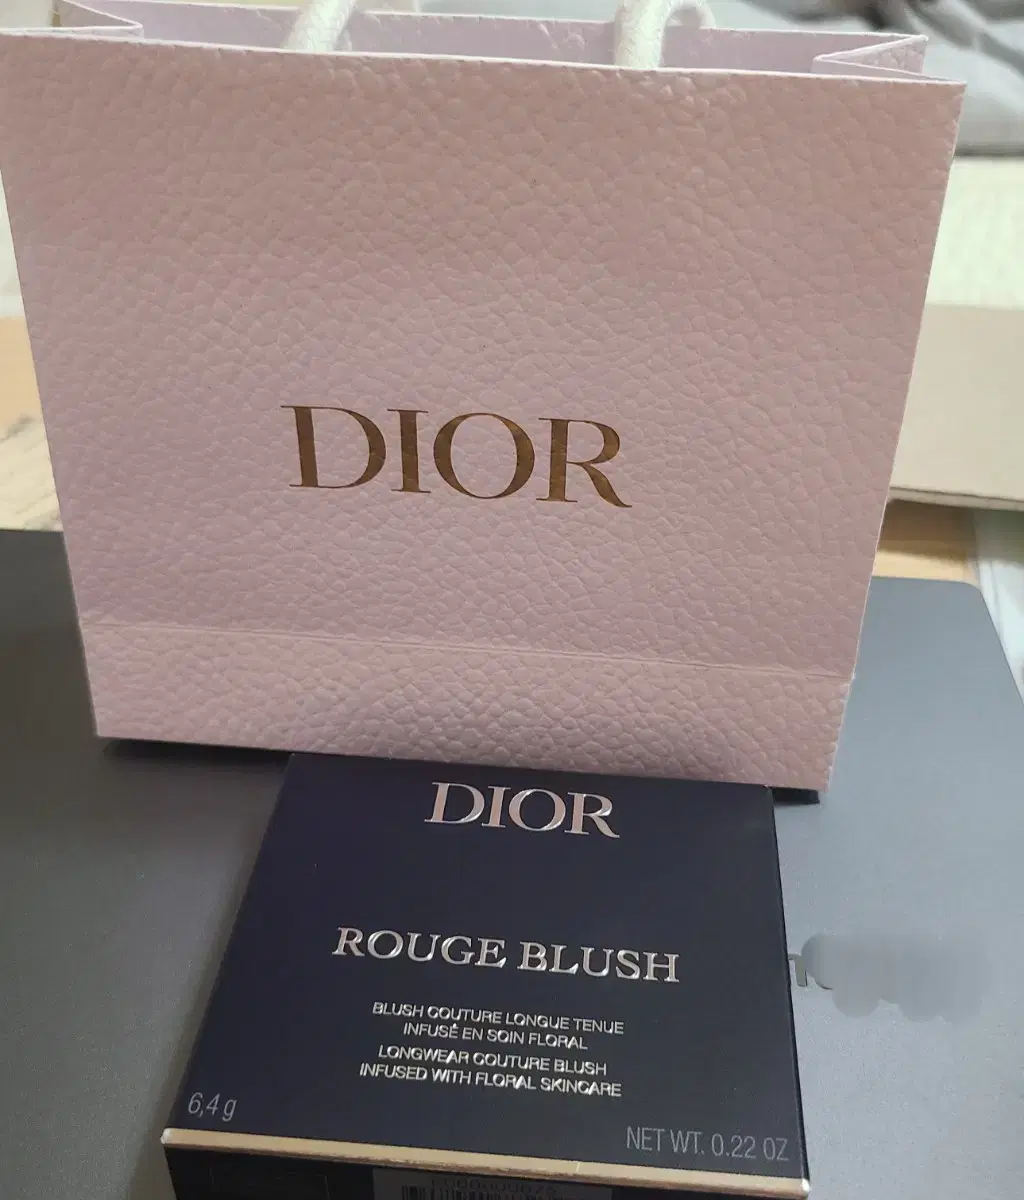 DIOR
DIOR
ROUGE BLUSH
BLUSH COUTURE LONGUE TENUE
INFUSÉ EN SOIN FLORAL
LONGWEAR COUTURE BLUSH
INFUSED WITH FLORAL SKINCARE
6,4 g
NET WT. 0.22 OZ